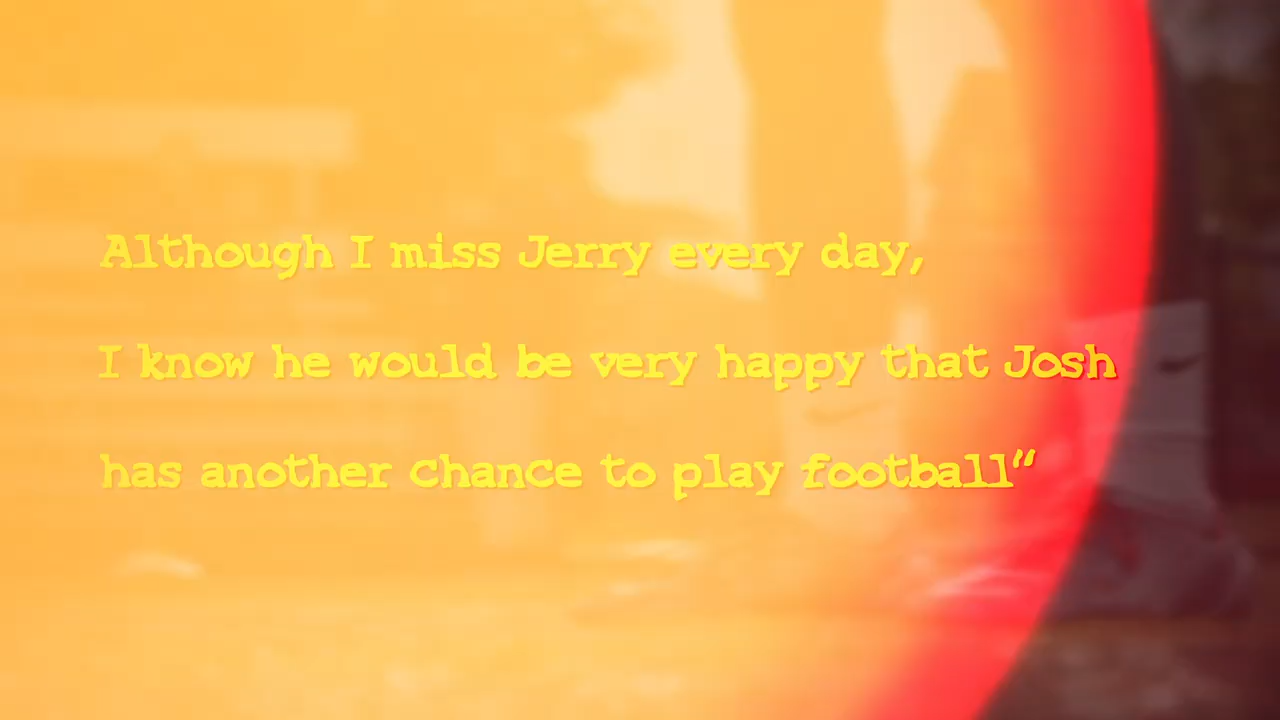 Although I miss Jerry every day,
I know he would be very happy that Josh
has another chance to play football”